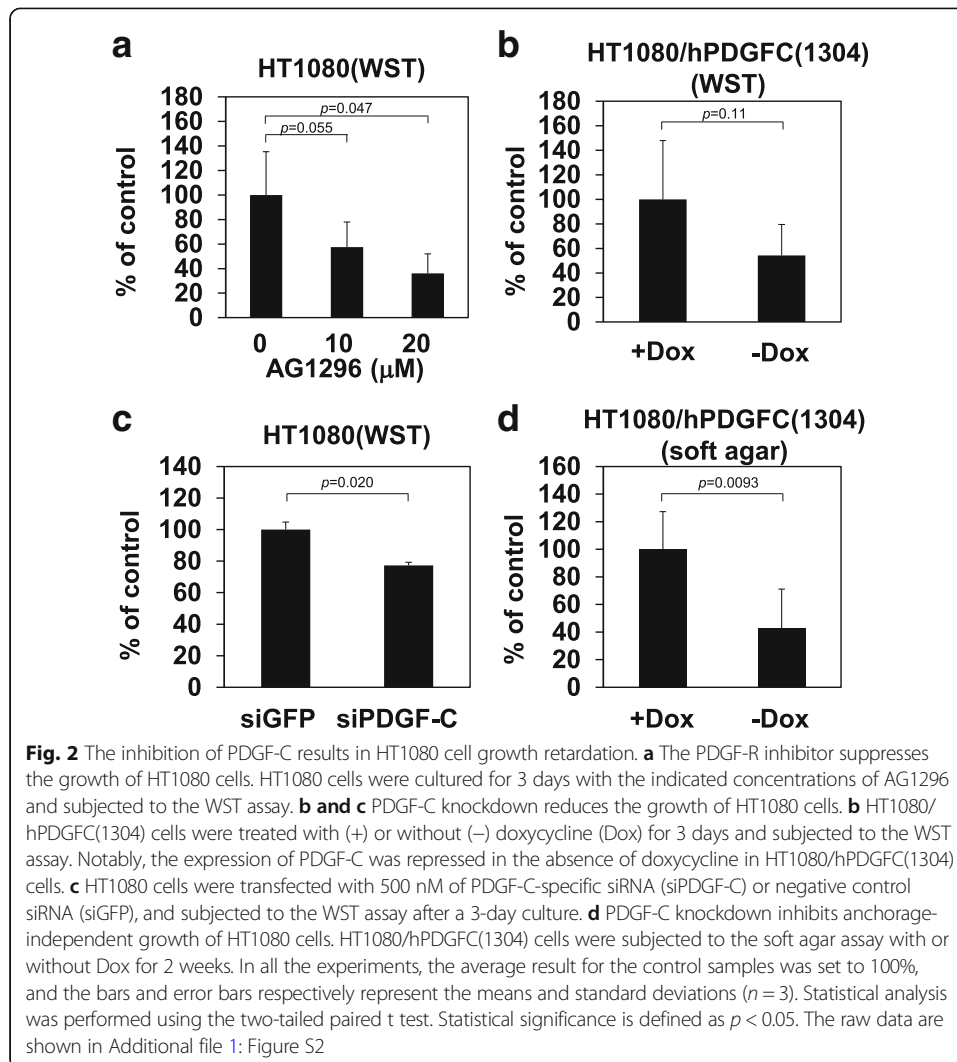 a
HT1080(WST)
p=0.047
p=0.055
180
160
140
120
100
80
60
40
20
0
% of control
0 10 20
AG1296 (μM)
b
HT1080/hPDGFC(1304)
(WST)
p=0.11
180
160
140
120
100
80
60
40
20
0
% of control
+Dox -Dox
c
HT1080(WST)
p=0.020
140
120
100
80
60
40
20
0
% of control
siGFP siPDGF-C
d
HT1080/hPDGFC(1304)
(soft agar)
p=0.0093
160
140
120
100
80
60
40
20
0
% of control
+Dox -Dox
Fig. 2 The inhibition of PDGF-C results in HT1080 cell growth retardation. a The PDGF-R inhibitor suppresses
the growth of HT1080 cells. HT1080 cells were cultured for 3 days with the indicated concentrations of AG1296
and subjected to the WST assay. b and c PDGF-C knockdown reduces the growth of HT1080 cells. b HT1080/
hPDGFC(1304) cells were treated with (+) or without (−) doxycycline (Dox) for 3 days and subjected to the WST
assay. Notably, the expression of PDGF-C was repressed in the absence of doxycycline in HT1080/hPDGFC(1304)
cells. c HT1080 cells were transfected with 500 nM of PDGF-C-specific siRNA (siPDGF-C) or negative control
siRNA (siGFP), and subjected to the WST assay after a 3-day culture. d PDGF-C knockdown inhibits anchorage-
independent growth of HT1080 cells. HT1080/hPDGFC(1304) cells were subjected to the soft agar assay with or
without Dox for 2 weeks. In all the experiments, the average result for the control samples was set to 100%,
and the bars and error bars respectively represent the means and standard deviations (n = 3). Statistical analysis
was performed using the two-tailed paired t test. Statistical significance is defined as p < 0.05. The raw data are
shown in Additional file 1: Figure S2